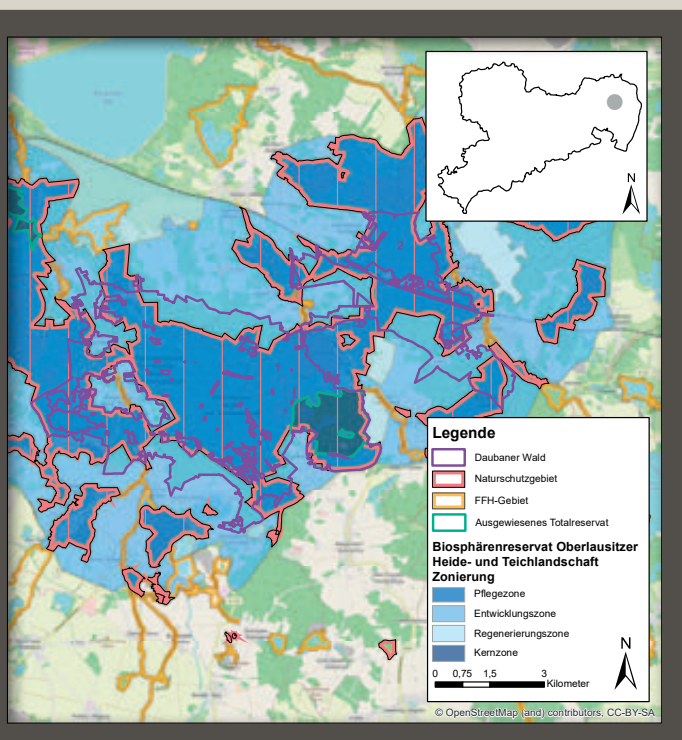 N
Legende
Daubaner Wald
Naturschutzgebiet
FFH-Gebiet
Ausgewiesenes Totalreservat
Biosphärenreservat Oberlausitzer
Heide- und Teichlandschaft
Zonierung
Pflegezone
Entwicklungszone
Regenerierungszone
Kernzone
N
0 0,75 1,5 3
Kilometer
© OpenStreetMap (and) contributors, CC-BY-SA